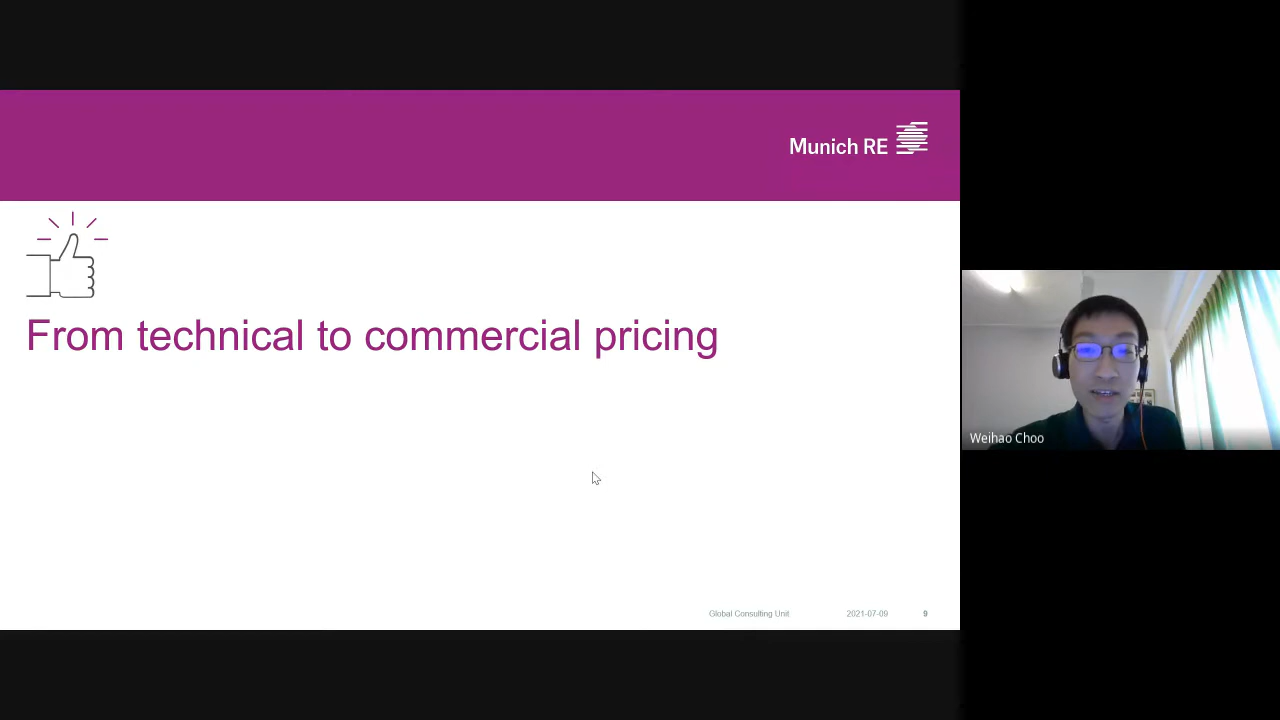 Munich RE
From technical to commercial pricing
Weihao Choo
Global Consulting Unit
2021-07-09
9